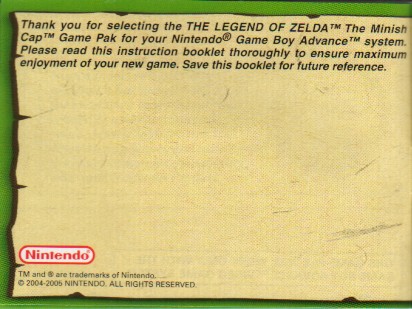 Thank you for selecting the THE LEGEND OF ZELDA™ The Minish
Cap™ Game Pak for your Nintendo® Game Boy Advance™ system.
Please read this instruction booklet thoroughly to ensure maximum
enjoyment of your new game. Save this booklet for future reference.
Nintendo®
TM and ® are trademarks of Nintendo.
© 2004-2005 NINTENDO. ALL RIGHTS RESERVED.